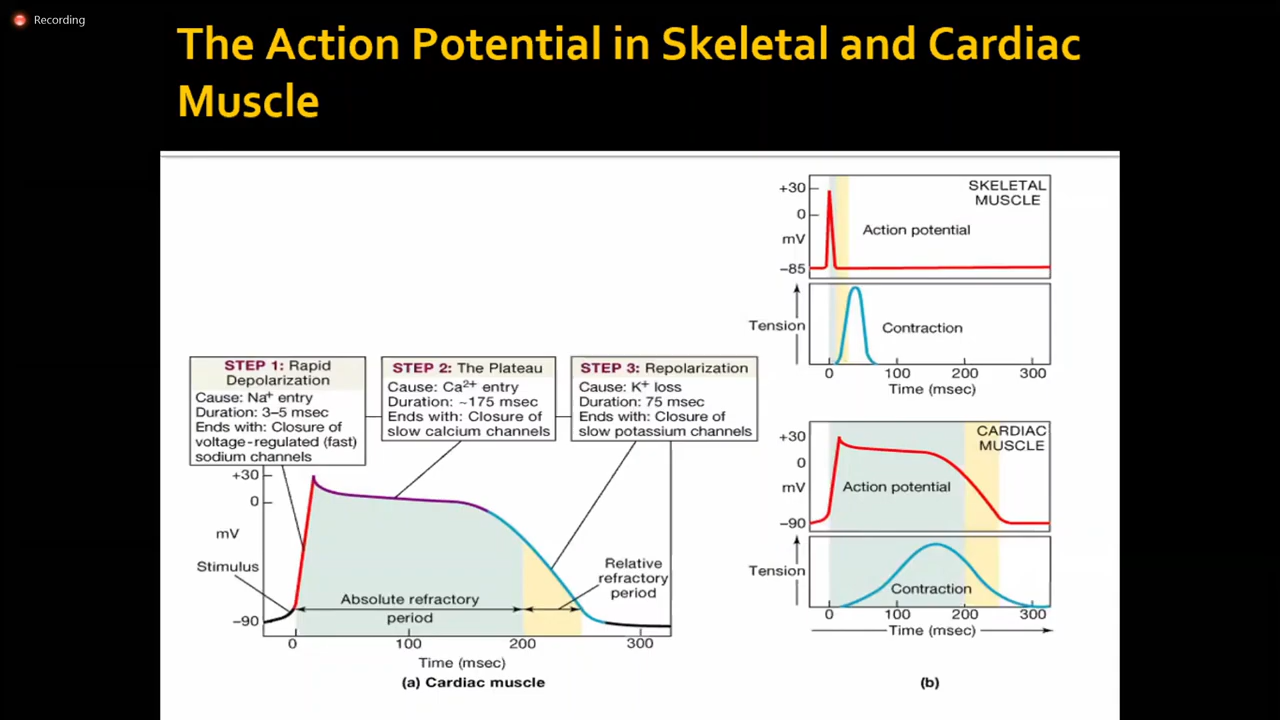 Recording
The Action Potential in Skeletal and Cardiac
Muscle
STEP 1: Rapid
Depolarization
Cause: Na+ entry
Duration: 3–5 msec
Ends with: Closure of
voltage-regulated (fast)
sodium channels
STEP 2: The Plateau
Cause: Ca2+ entry
Duration: ~175 msec
Ends with: Closure of
slow calcium channels
STEP 3: Repolarization
Cause: K+ loss
Duration: 75 msec
Ends with: Closure of
slow potassium channels
+30
0
mV
Stimulus
–90
Absolute refractory
period
Relative
refractory
period
0 100 200 300
Time (msec)
(a) Cardiac muscle
SKELETAL
MUSCLE
+30
0
mV
–85
Action potential
Tension
Contraction
0 100 200 300
Time (msec)
CARDIAC
MUSCLE
+30
0
mV
–90
Action potential
Tension
Contraction
0 100 200 300
Time (msec)
(b)